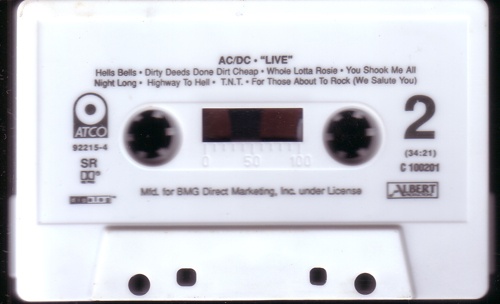 AC/DC • "LIVE"
Hells Bells • Dirty Deeds Done Dirt Cheap • Whole Lotta Rosie • You Shook Me All
Night Long • Highway To Hell • T.N.T. • For Those About To Rock (We Salute You)
ATCO
92215-4
SR
2
(34:21)
C 100201
0 50 100
Mfd. for BMG Direct Marketing, Inc. under License
ALBERT